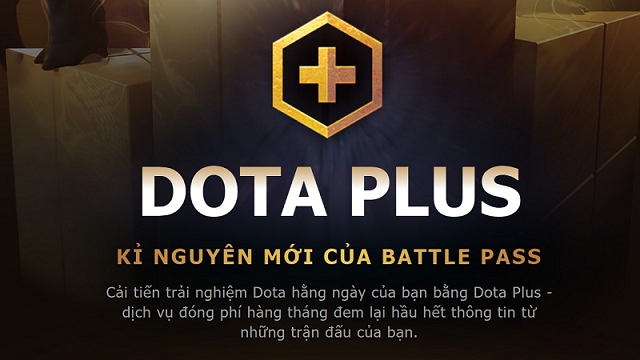 DOTA PLUS
KỈ NGUYÊN MỚI CỦA BATTLE PASS
Cải tiến trải nghiệm Dota hằng ngày của bạn bằng Dota Plus -
dịch vụ đóng phí hàng tháng đem lại hầu hết thông tin từ
những trận đấu của bạn.